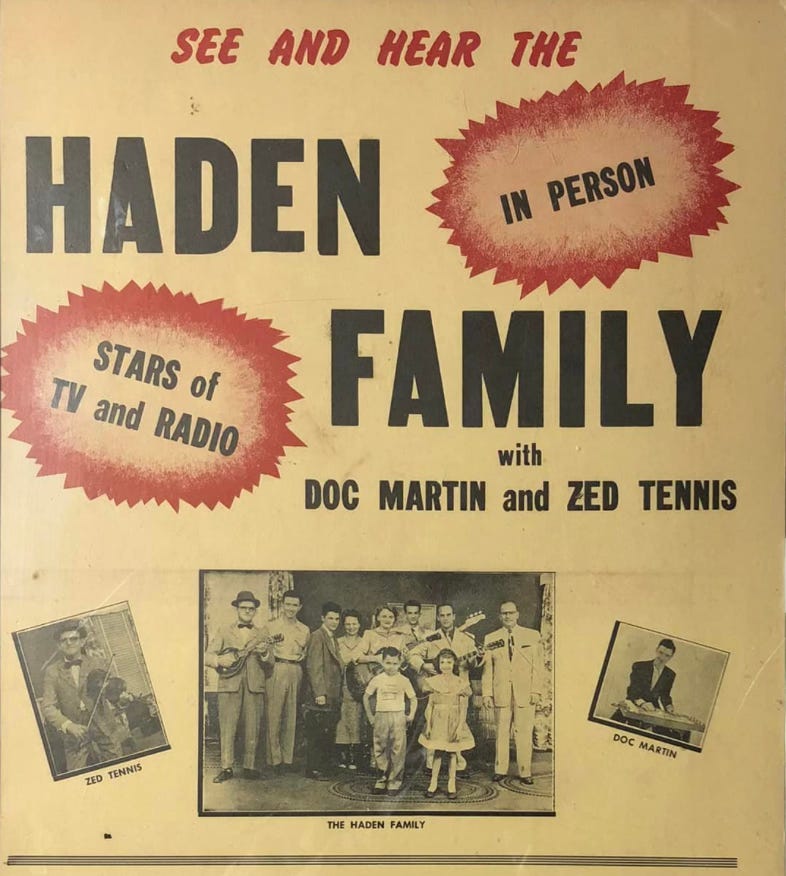 SEE AND HEAR THE
HADEN
IN PERSON
STARS of
TV and RADIO
FAMILY
with
DOC MARTIN and ZED TENNIS
ZED TENNIS
THE HADEN FAMILY
DOC MARTIN